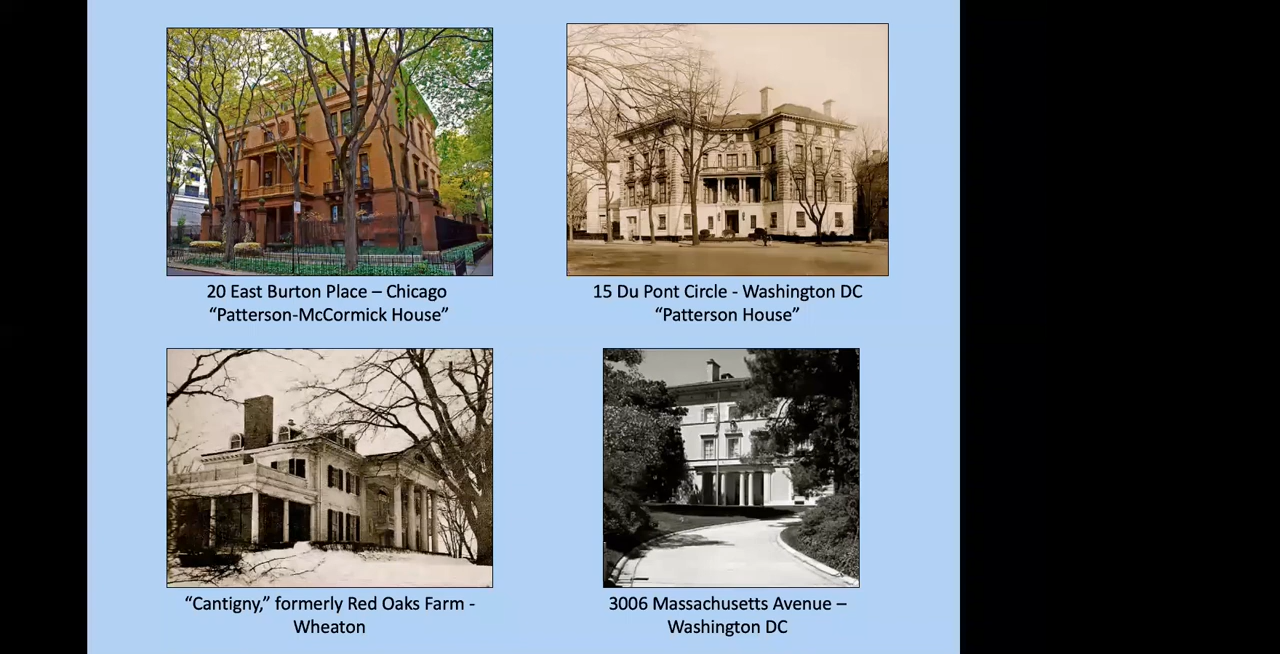 20 East Burton Place – Chicago
“Patterson-McCormick House”
15 Du Pont Circle - Washington DC
“Patterson House”
“Cantigny,” formerly Red Oaks Farm -
Wheaton
3006 Massachusetts Avenue –
Washington DC